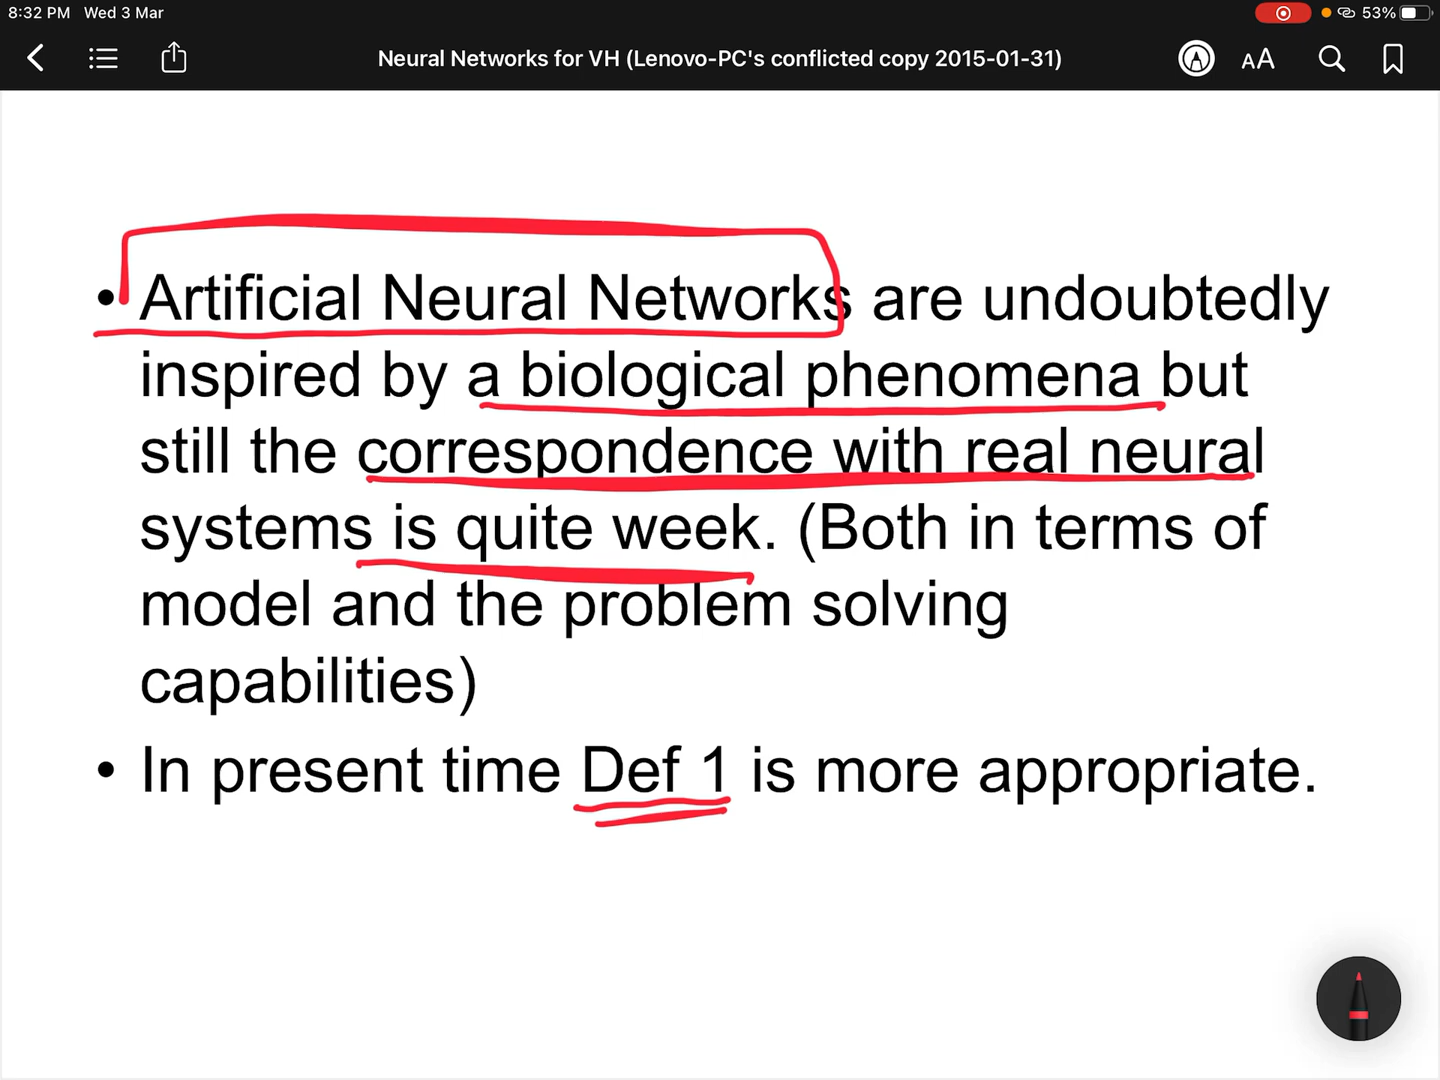 8:32 PM Wed 3 Mar 53%
Neural Networks for VH (Lenovo-PC's conflicted copy 2015-01-31) AA
• Artificial Neural Networks are undoubtedly
inspired by a biological phenomena but
still the correspondence with real neural
systems is quite week. (Both in terms of
model and the problem solving
capabilities)
• In present time Def 1 is more appropriate.